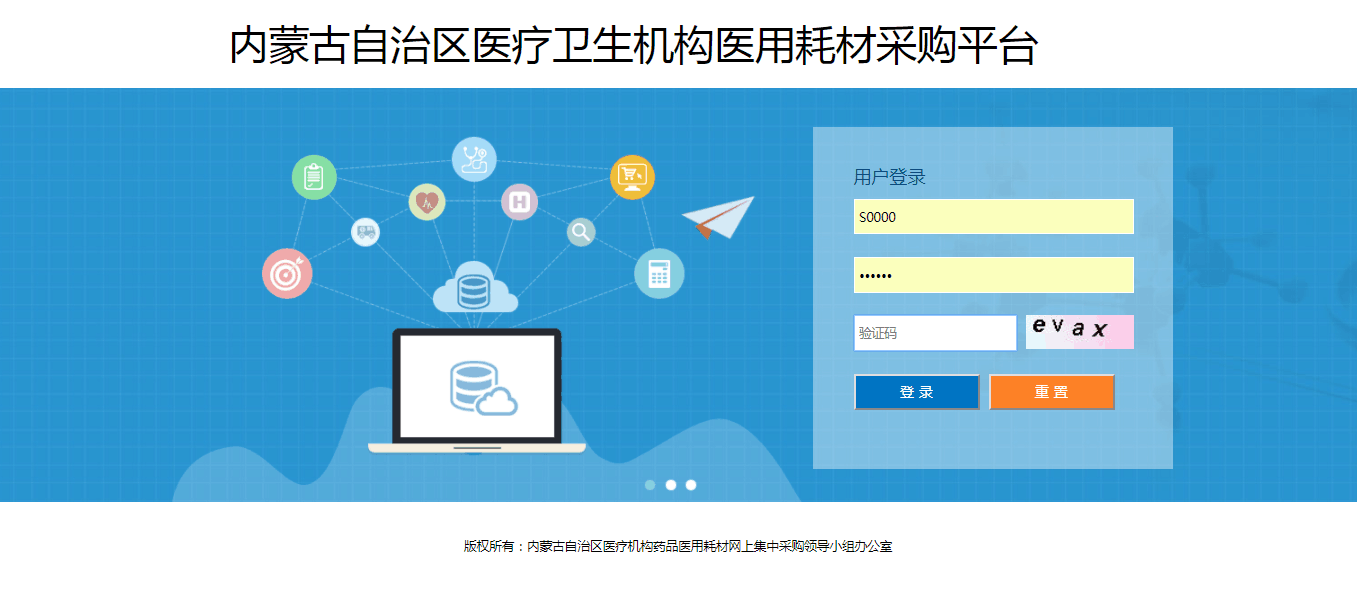 内蒙古自治区医疗卫生机构医用耗材采购平台
用户登录
S0000
••••••
验证码
evax
登 录 重 置
H
版权所有：内蒙古自治区医疗机构药品医用耗材网上集中采购领导小组办公室